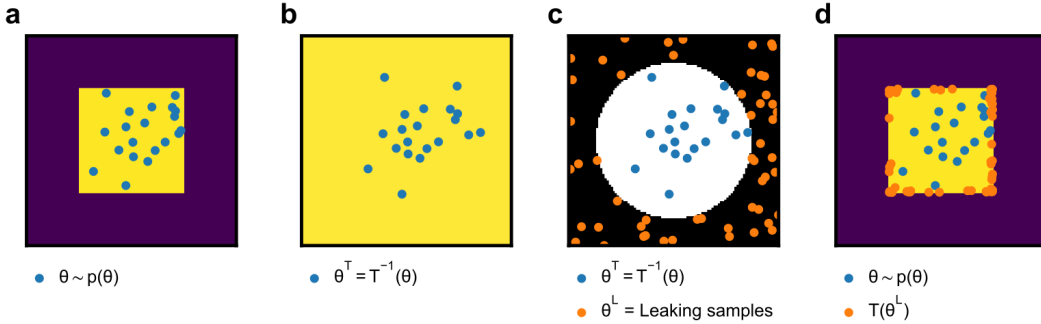 a
b
c
d
θ ~ p(θ)
θ^T = T^−1(θ)
θ^T = T^−1(θ)
θ^L = Leaking samples
θ ~ p(θ)
T(θ^L)